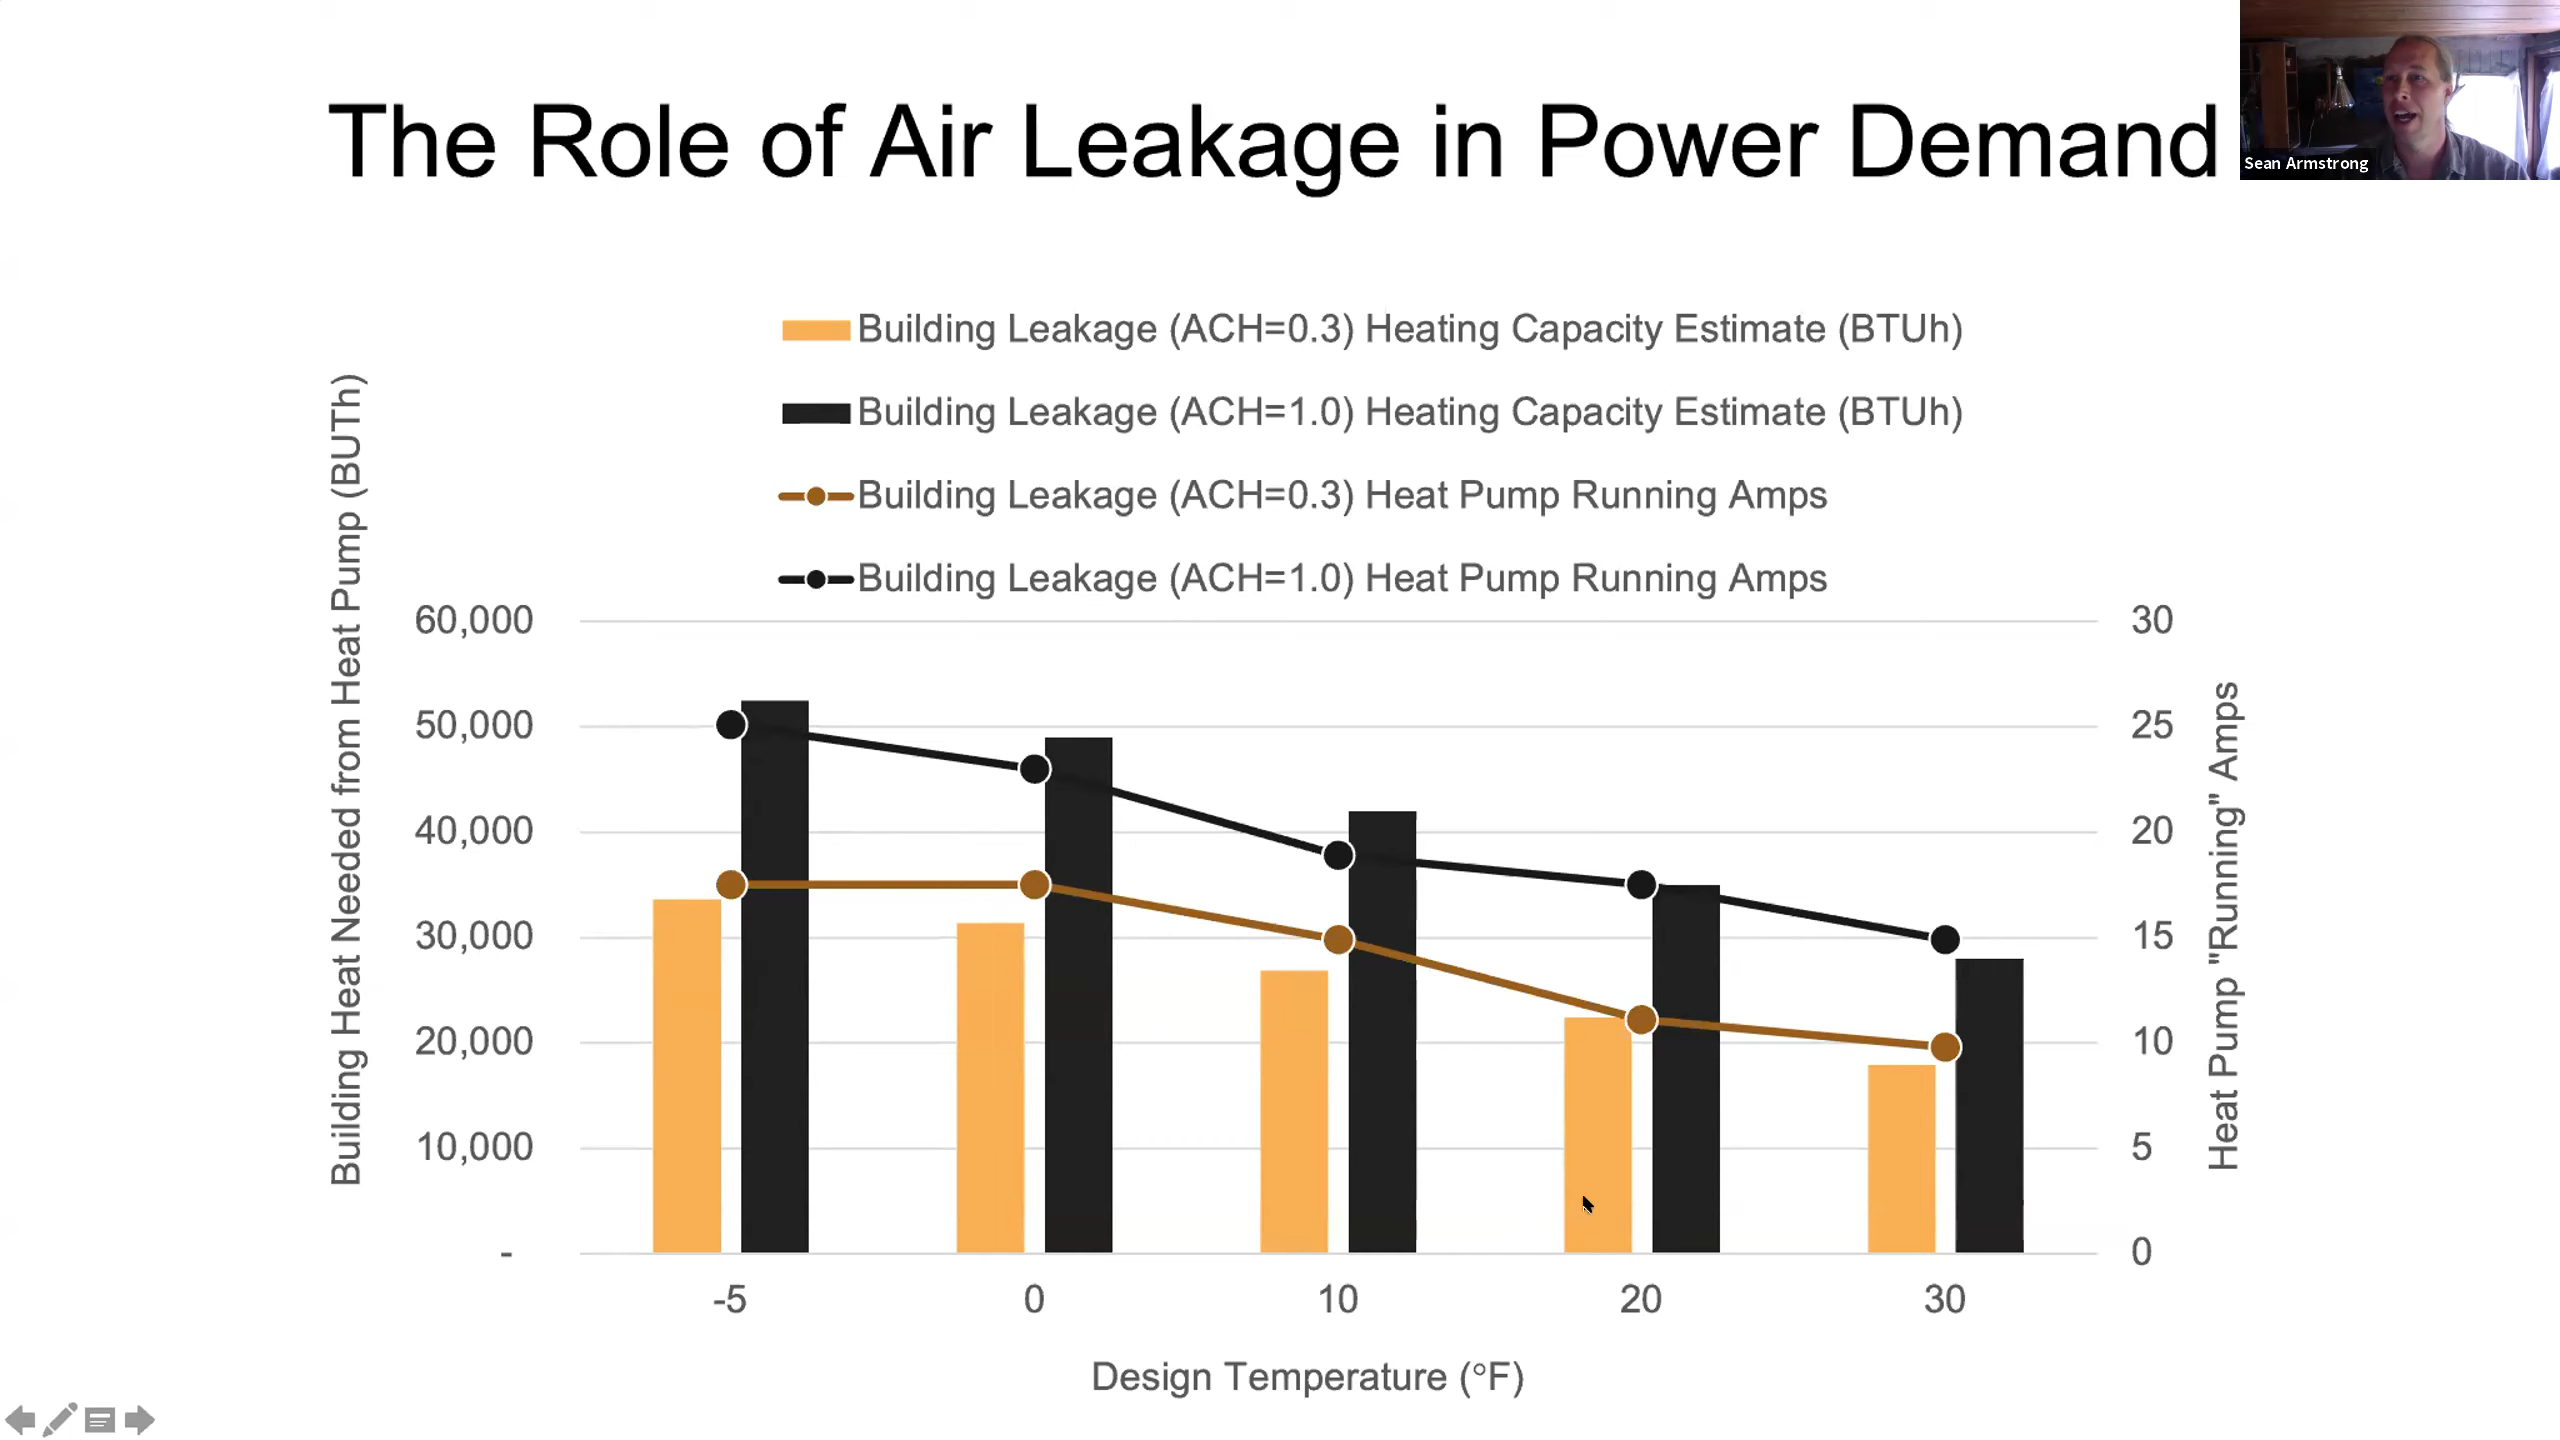 The Role of Air Leakage in Power Demand
Sean Armstrong
Building Leakage (ACH=0.3) Heating Capacity Estimate (BTUh)
Building Leakage (ACH=1.0) Heating Capacity Estimate (BTUh)
Building Leakage (ACH=0.3) Heat Pump Running Amps
Building Leakage (ACH=1.0) Heat Pump Running Amps
Building Heat Needed from Heat Pump (BUTh)
60,000
50,000
40,000
30,000
20,000
10,000
-
30
25
20
15
10
5
0
Heat Pump "Running" Amps
-5 0 10 20 30
Design Temperature (°F)